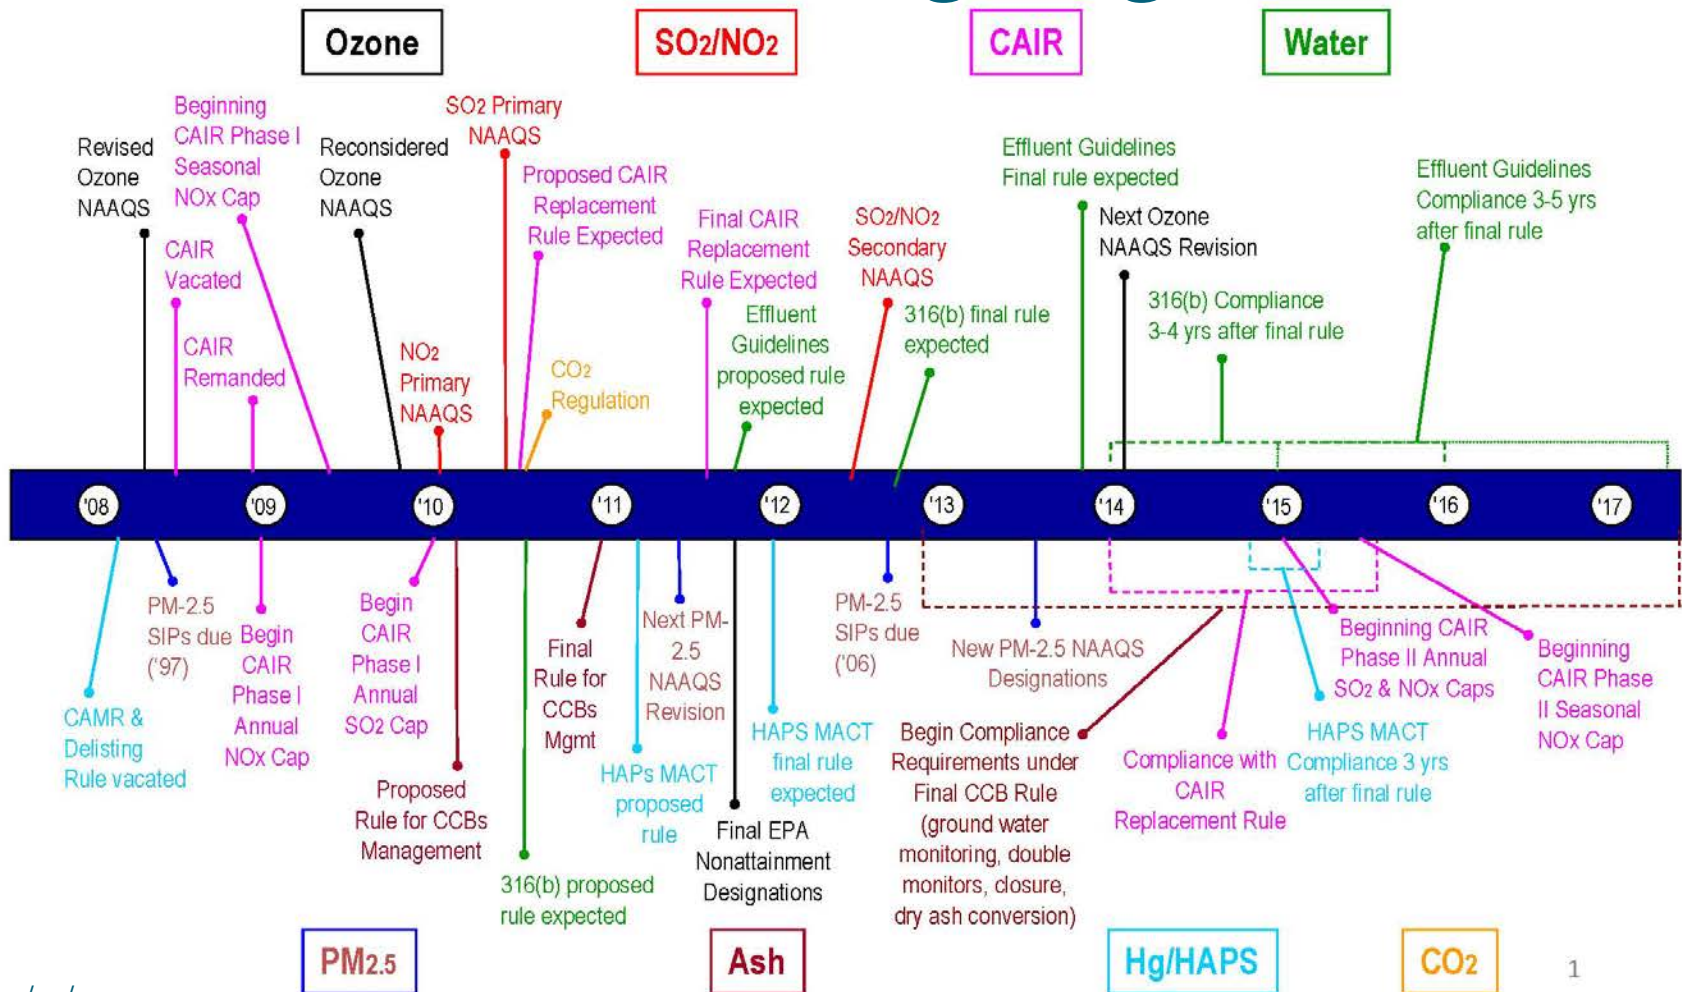 Ozone
SO2/NO2
CAIR
Water
Revised
Ozone
NAAQS
Beginning
CAIR Phase I
Seasonal
NOx Cap
CAIR
Vacated
CAIR
Remanded
Reconsidered
Ozone
NAAQS
NO2
Primary
NAAQS
SO2 Primary
NAAQS
Proposed CAIR
Replacement
Rule Expected
CO2
Regulation
Final CAIR
Replacement
Rule Expected
Effluent
Guidelines
proposed rule
expected
SO2/NO2
Secondary
NAAQS
316(b) final rule
expected
Effluent Guidelines
Final rule expected
Next Ozone
NAAQS Revision
316(b) Compliance
3-4 yrs after final rule
Effluent Guidelines
Compliance 3-5 yrs
after final rule
'08
'09
'10
'11
'12
'13
'14
'15
'16
'17
CAMR &
Delisting
Rule vacated
PM-2.5
SIPs due
('97)
Begin
CAIR
Phase I
Annual
NOx Cap
Begin
CAIR
Phase I
Annual
SO2 Cap
Proposed
Rule for CCBs
Management
316(b) proposed
rule expected
Final
Rule for
CCBs
Mgmt
HAPs MACT
proposed
rule
Next PM-
2.5
NAAQS
Revision
Final EPA
Nonattainment
Designations
HAPS MACT
final rule
expected
PM-2.5
SIPs due
('06)
New PM-2.5 NAAQS
Designations
Begin Compliance
Requirements under
Final CCB Rule
(ground water
monitoring, double
monitors, closure,
dry ash conversion)
Compliance with
CAIR
Replacement Rule
Beginning CAIR
Phase II Annual
SO2 & NOx Caps
HAPS MACT
Compliance 3 yrs
after final rule
Beginning
CAIR Phase
II Seasonal
NOx Cap
PM2.5
Ash
Hg/HAPS
CO2
1